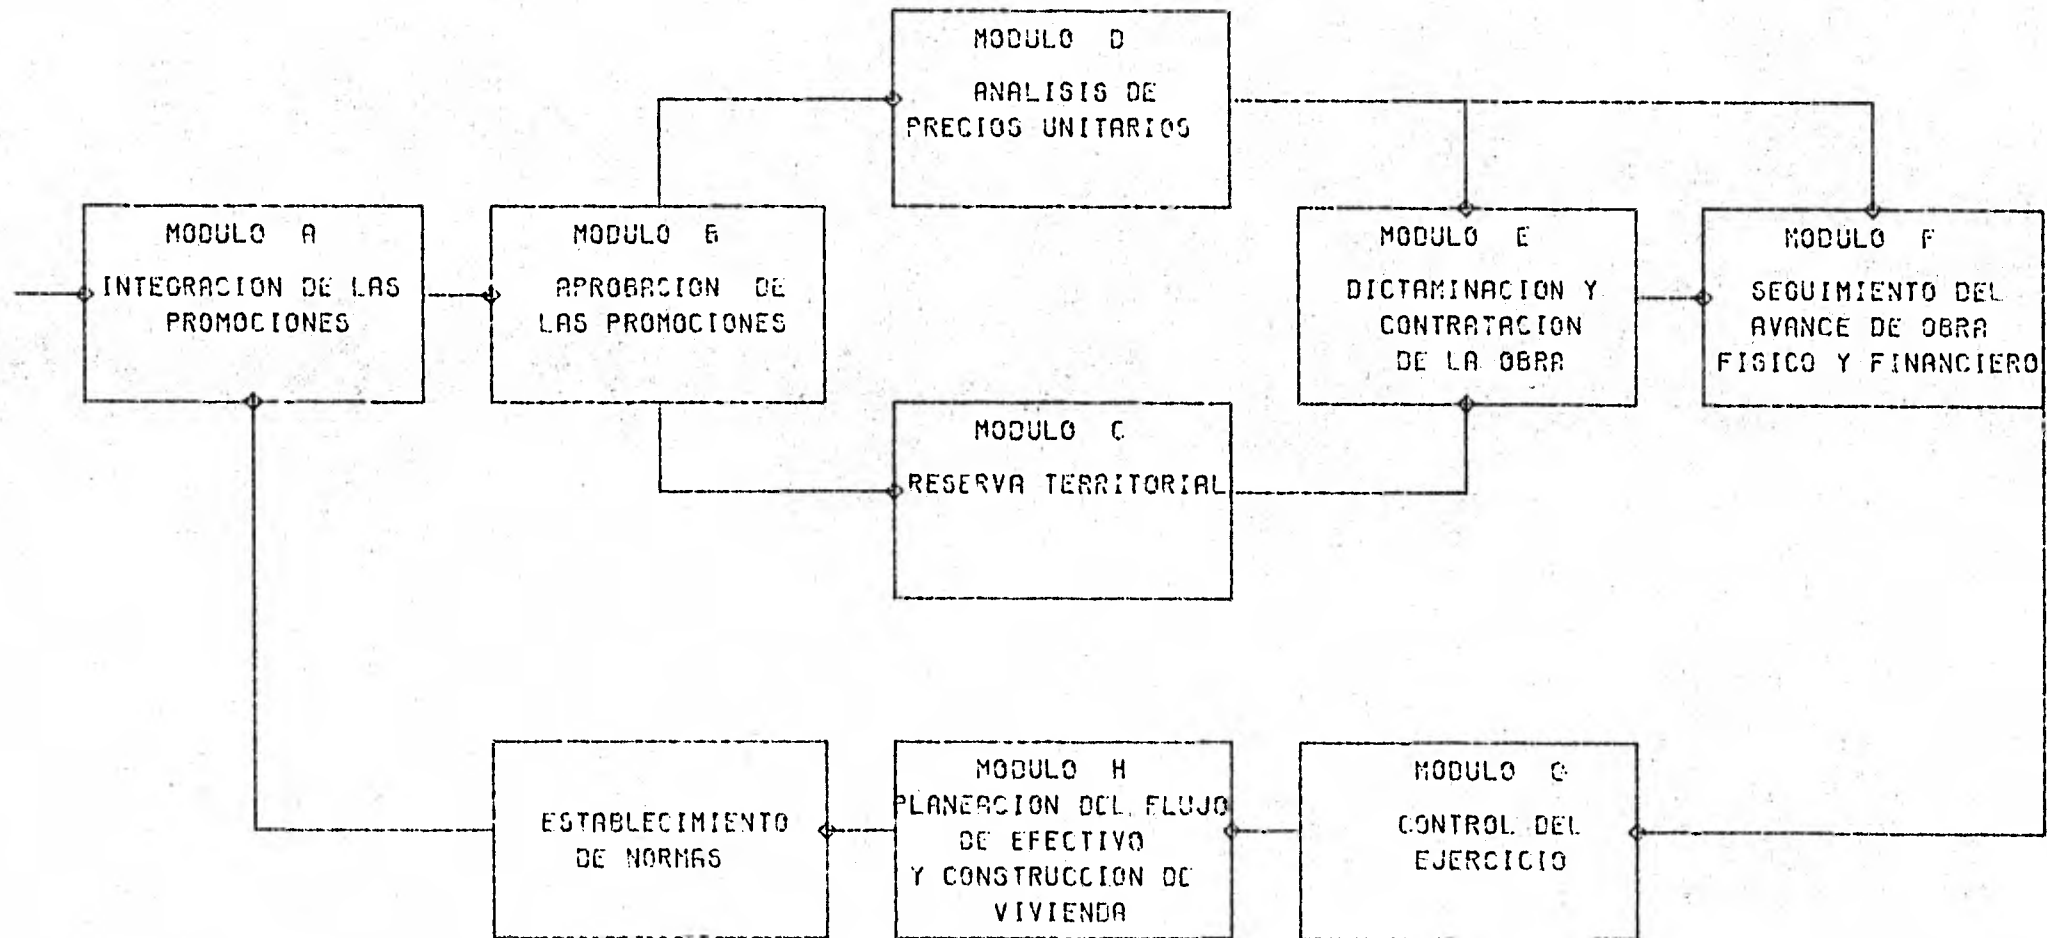 MODULO D
ANALISIS DE
PRECIOS UNITARIOS
MODULO A
INTEGRACION DE LAS
PROMOCIONES
MODULO B
APROBACION DE
LAS PROMOCIONES
MODULO E
DICTAMINACION Y
CONTRATACION
DE LA OBRA
MODULO F
SEGUIMIENTO DEL
AVANCE DE OBRA
FISICO Y FINANCIERO
MODULO C
RESERVA TERRITORIAL
ESTABLECIMIENTO
DE NORMAS
MODULO H
PLANEACION DEL FLUJO
DE EFECTIVO
Y CONSTRUCCION DE
VIVIENDA
MODULO G
CONTROL DEL
EJERCICIO